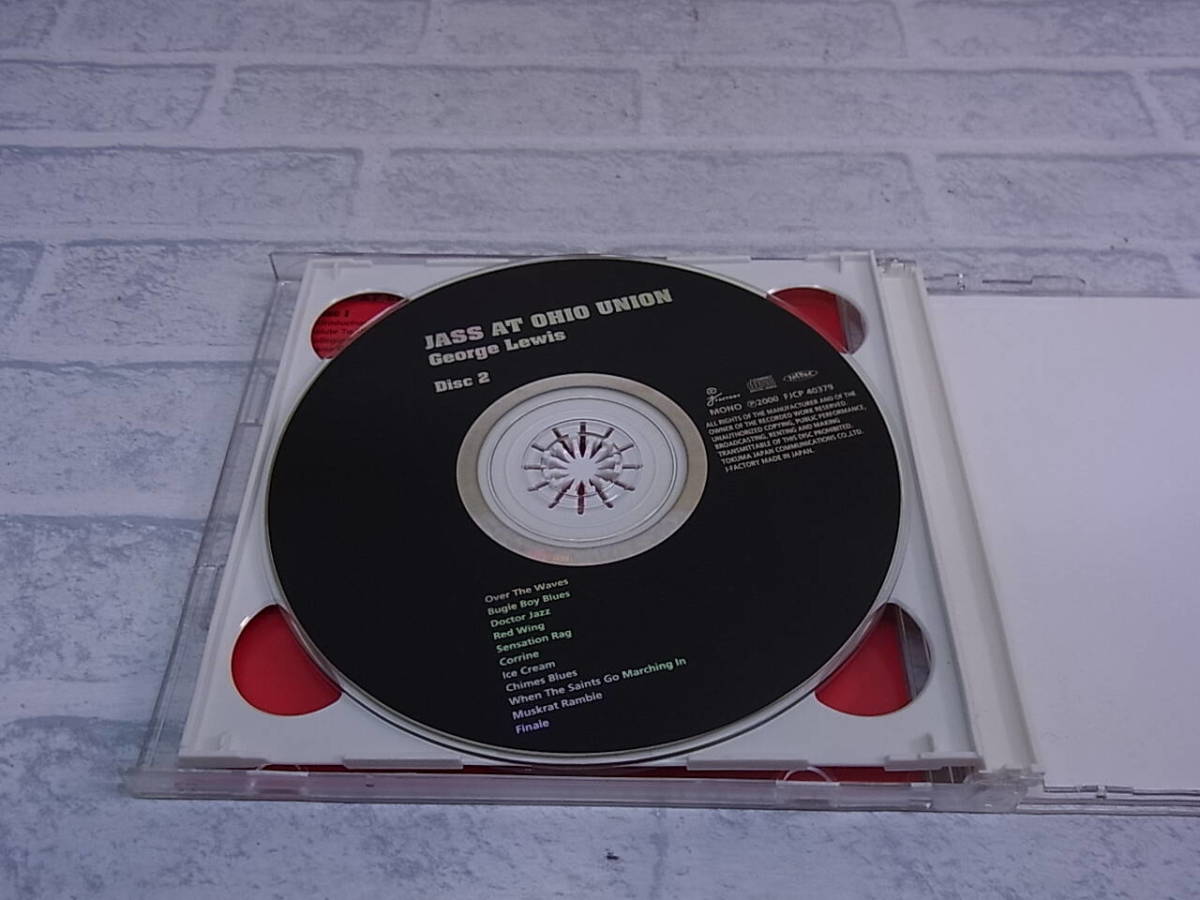 JASS AT OHIO UNION
George Lewis
Disc 2
MONO ℗2000 FJCP 40379
ALL RIGHTS OF THE MANUFACTURER AND OF THE
OWNER OF THE RECORDED WORK RESERVED.
UNAUTHORIZED COPYING, PUBLIC PERFORMANCE,
BROADCASTING, RENTING AND MAKING
TRANSMITTABLE OF THIS DISC PROHIBITED.
TOKUMA JAPAN COMMUNICATIONS CO.,LTD.
J-FACTORY MADE IN JAPAN.
Over The Waves
Bugle Boy Blues
Doctor Jazz
Red Wing
Sensation Rag
Corrine
Ice Cream
Chimes Blues
When The Saints Go Marching In
Muskrat Ramble
Finale